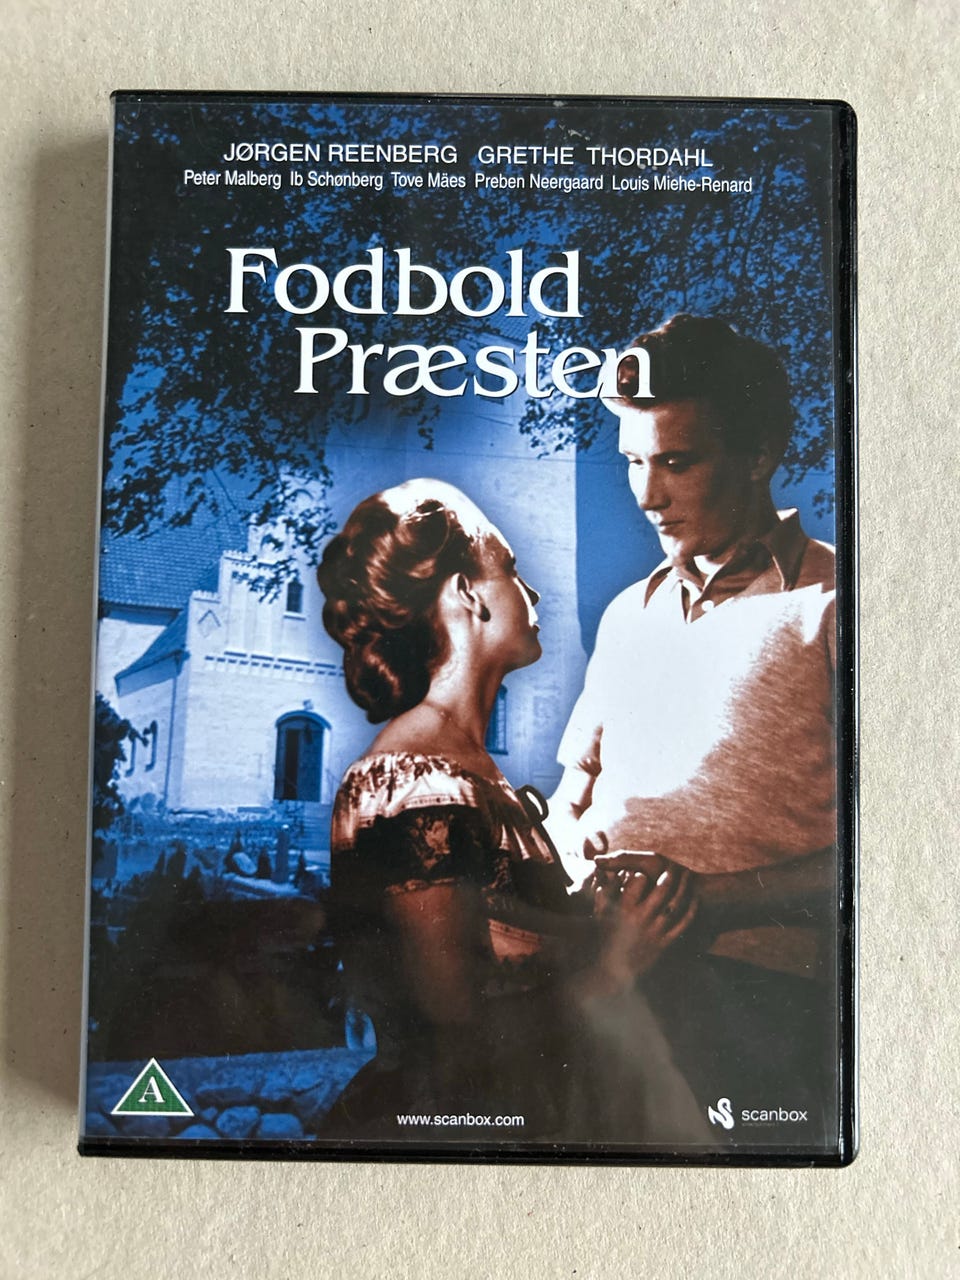 JØRGEN REENBERG GRETHE THORDAHL
Peter Malberg Ib Schønberg Tove Mäes Preben Neergaard Louis Miehe-Renard
Fodbold
Præsten
A
www.scanbox.com
scanbox